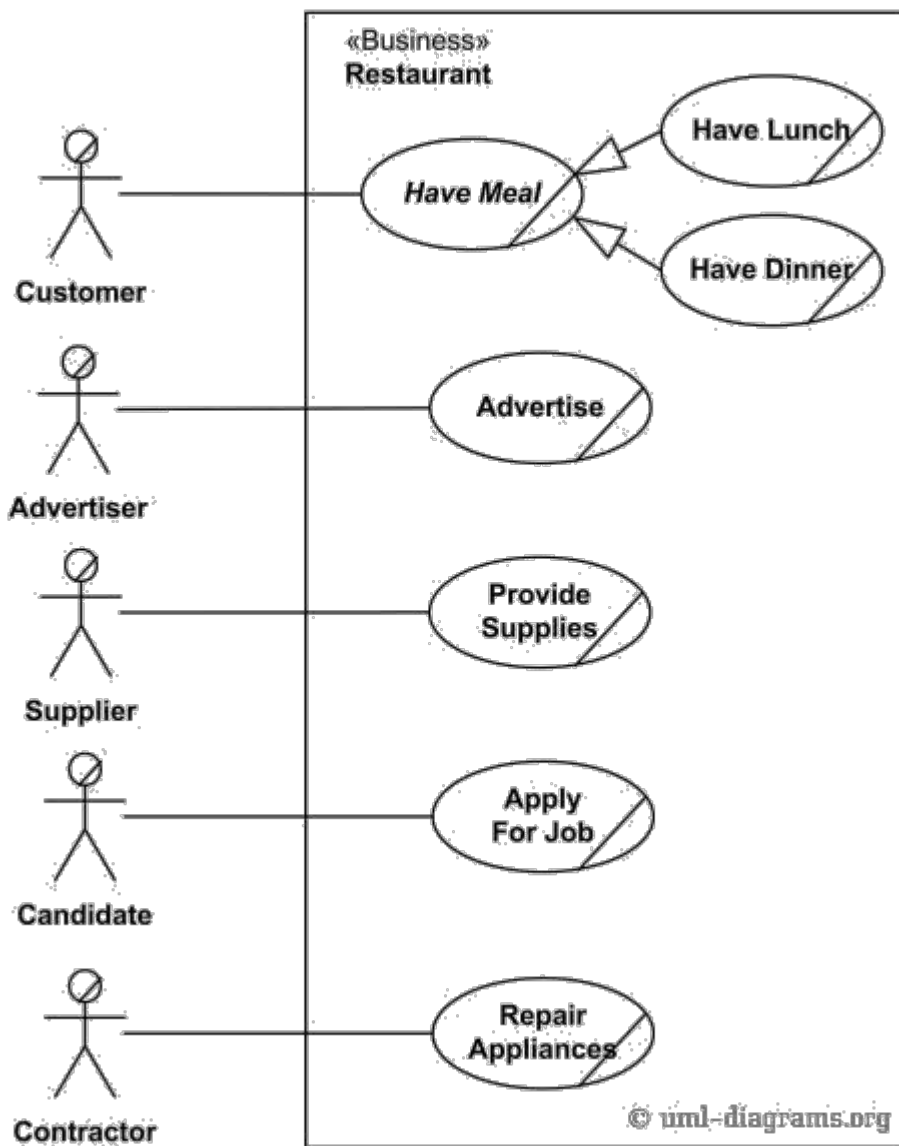 «Business»
Restaurant
Have Lunch
Have Meal
Customer
Have Dinner
Advertise
Advertiser
Provide
Supplies
Supplier
Apply
For Job
Candidate
Repair
Appliances
Contractor
© uml-diagrams.org